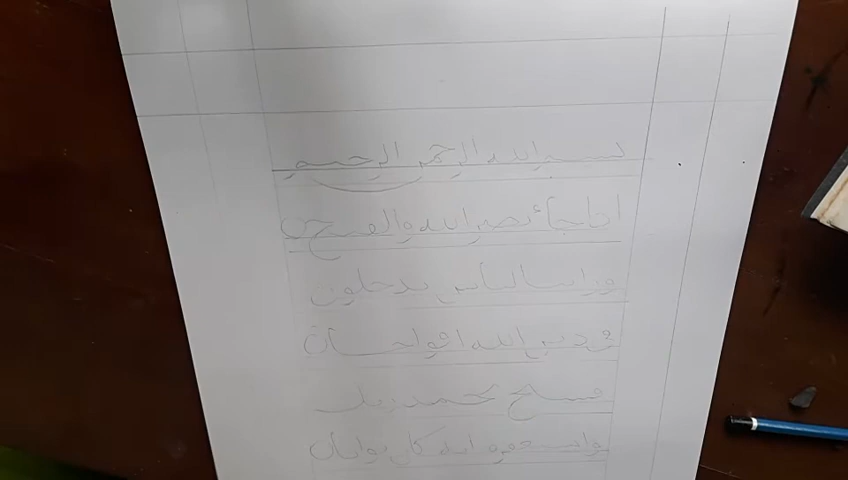 بسم الله الرحمن الرحيم
اذا جاء نصر الله والفتح
ورايت الناس يدخلون
في دين الله افواجا
فسبح بحمد ربك
واستغفره انه كان توابا